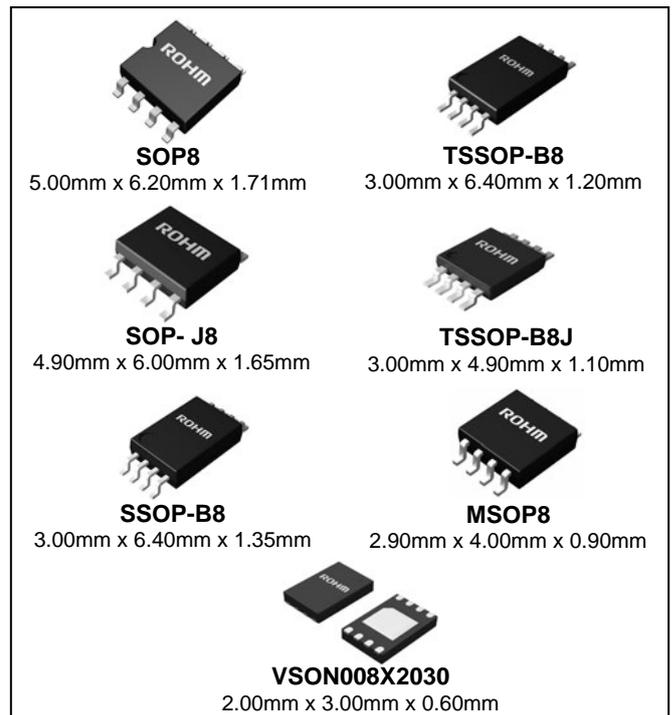 ROHM
ROHM
SOP8
TSSOP-B8
5.00mm x 6.20mm x 1.71mm
3.00mm x 6.40mm x 1.20mm
ROHM
ROHM
SOP- J8
TSSOP-B8J
4.90mm x 6.00mm x 1.65mm
3.00mm x 4.90mm x 1.10mm
ROHM
ROHM
SSOP-B8
MSOP8
3.00mm x 6.40mm x 1.35mm
2.90mm x 4.00mm x 0.90mm
ROHM
VSON008X2030
2.00mm x 3.00mm x 0.60mm